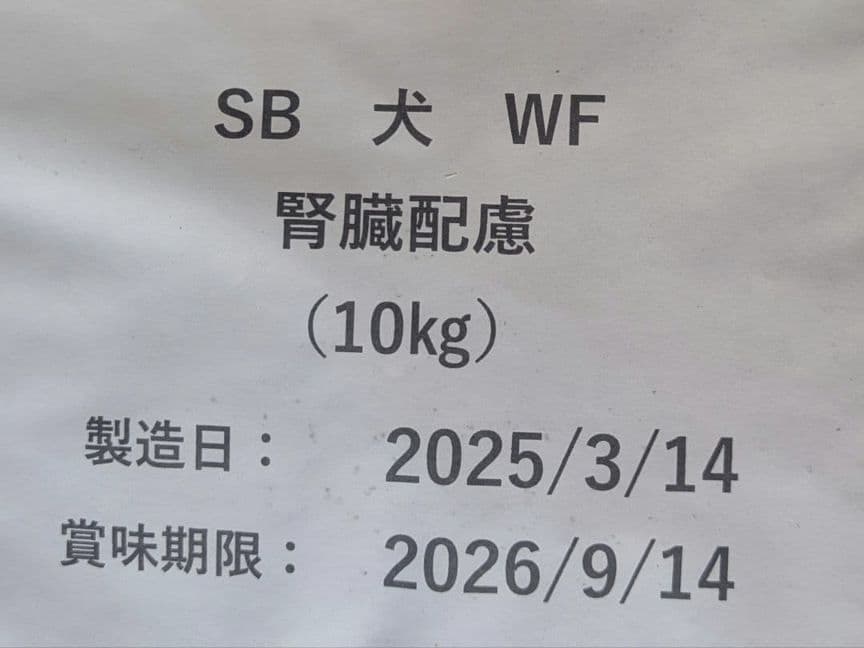 SB　犬　WF
腎臓配慮
（10kg）
製造日：　2025/3/14
賞味期限：　2026/9/14